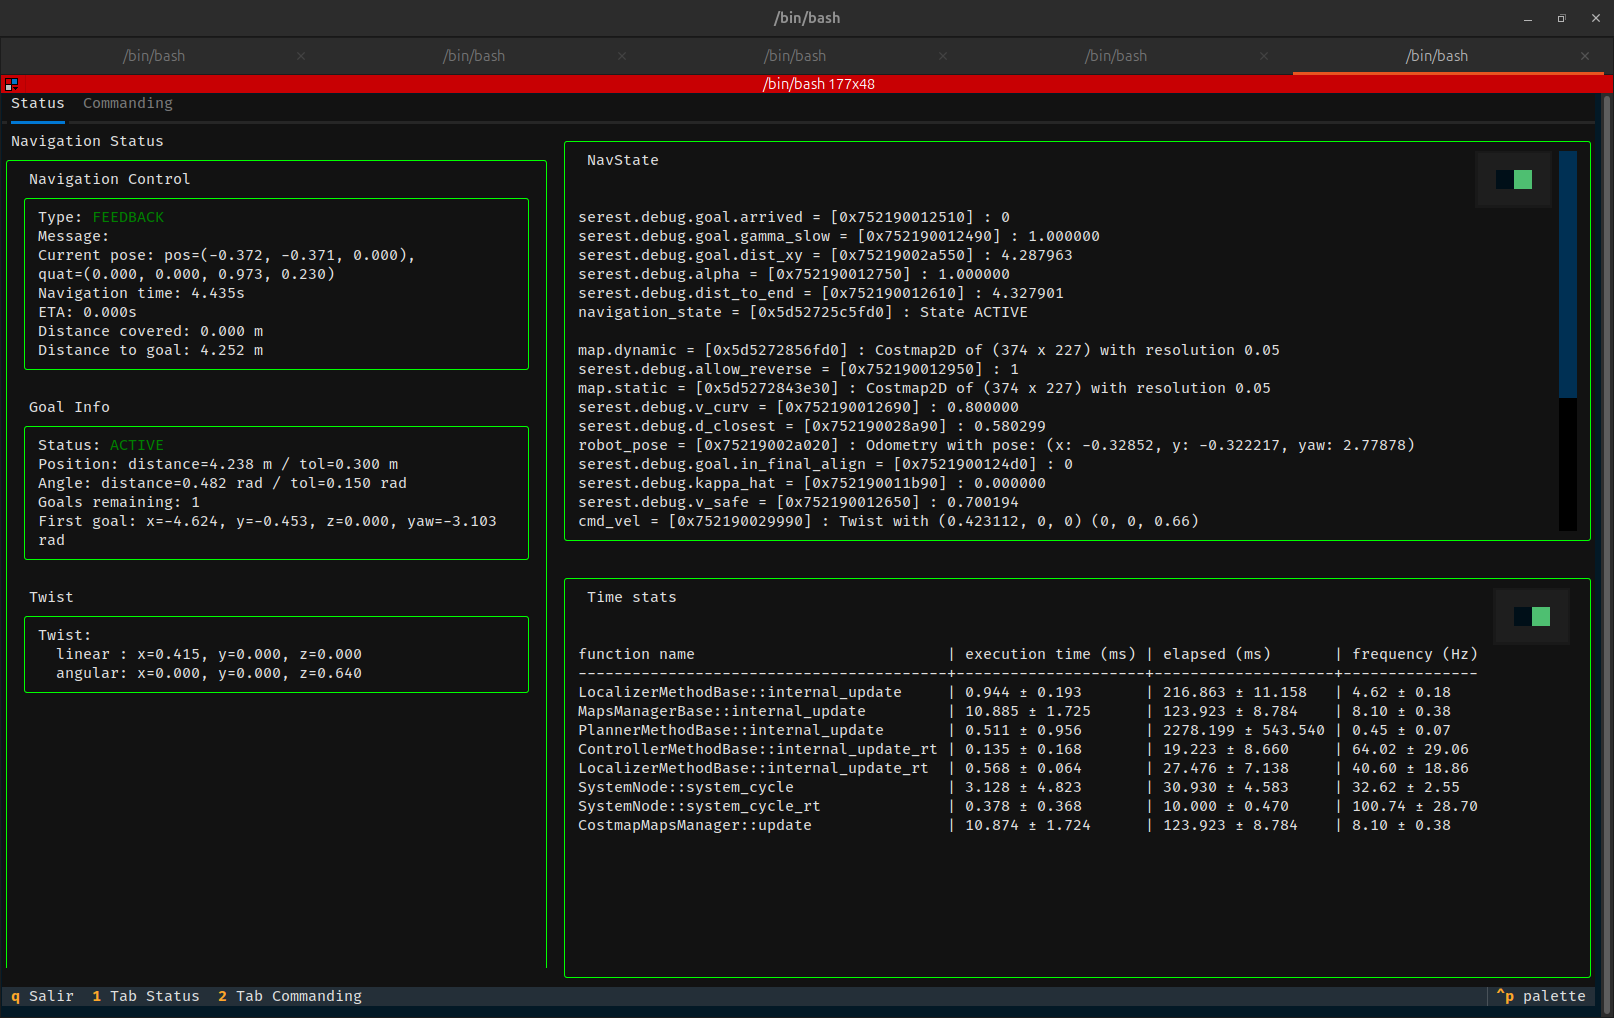 /bin/bash
/bin/bash /bin/bash /bin/bash /bin/bash /bin/bash
/bin/bash 177x48
Status Commanding
Navigation Status
Navigation Control
Type: FEEDBACK
Message:
Current pose: pos=(-0.372, -0.371, 0.000),
quat=(0.000, 0.000, 0.973, 0.230)
Navigation time: 4.435s
ETA: 0.000s
Distance covered: 0.000 m
Distance to goal: 4.252 m
Goal Info
Status: ACTIVE
Position: distance=4.238 m / tol=0.300 m
Angle: distance=0.482 rad / tol=0.150 rad
Goals remaining: 1
First goal: x=-4.624, y=-0.453, z=0.000, yaw=-3.103
rad
Twist
Twist:
linear : x=0.415, y=0.000, z=0.000
angular: x=0.000, y=0.000, z=0.640
NavState
serest.debug.goal.arrived = [0x752190012510] : 0
serest.debug.goal.gamma_slow = [0x752190012490] : 1.000000
serest.debug.goal.dist_xy = [0x75219002a550] : 4.287963
serest.debug.alpha = [0x752190012750] : 1.000000
serest.debug.dist_to_end = [0x752190012610] : 4.327901
navigation_state = [0x5d52725c5fd0] : State ACTIVE
map.dynamic = [0x5d5272856fd0] : Costmap2D of (374 x 227) with resolution 0.05
serest.debug.allow_reverse = [0x752190012950] : 1
map.static = [0x5d5272843e30] : Costmap2D of (374 x 227) with resolution 0.05
serest.debug.v_curv = [0x752190012690] : 0.800000
serest.debug.d_closest = [0x752190028a90] : 0.580299
robot_pose = [0x75219002a020] : Odometry with pose: (x: -0.32852, y: -0.322217, yaw: 2.77878)
serest.debug.goal.in_final_align = [0x7521900124d0] : 0
serest.debug.kappa_hat = [0x752190011b90] : 0.000000
serest.debug.v_safe = [0x752190012650] : 0.700194
cmd_vel = [0x752190029990] : Twist with (0.423112, 0, 0) (0, 0, 0.66)
Time stats
function name | execution time (ms) | elapsed (ms) | frequency (Hz)
-----------------------------------------+---------------------+--------------------+---------------
LocalizerMethodBase::internal_update | 0.944 ± 0.193 | 216.863 ± 11.158 | 4.62 ± 0.18
MapsManagerBase::internal_update | 10.885 ± 1.725 | 123.923 ± 8.784 | 8.10 ± 0.38
PlannerMethodBase::internal_update | 0.511 ± 0.956 | 2278.199 ± 543.540 | 0.45 ± 0.07
ControllerMethodBase::internal_update_rt | 0.135 ± 0.168 | 19.223 ± 8.660 | 64.02 ± 29.06
LocalizerMethodBase::internal_update_rt | 0.568 ± 0.064 | 27.476 ± 7.138 | 40.60 ± 18.86
SystemNode::system_cycle | 3.128 ± 4.823 | 30.930 ± 4.583 | 32.62 ± 2.55
SystemNode::system_cycle_rt | 0.378 ± 0.368 | 10.000 ± 0.470 | 100.74 ± 28.70
CostmapMapsManager::update | 10.874 ± 1.724 | 123.923 ± 8.784 | 8.10 ± 0.38
q Salir 1 Tab Status 2 Tab Commanding ^p palette